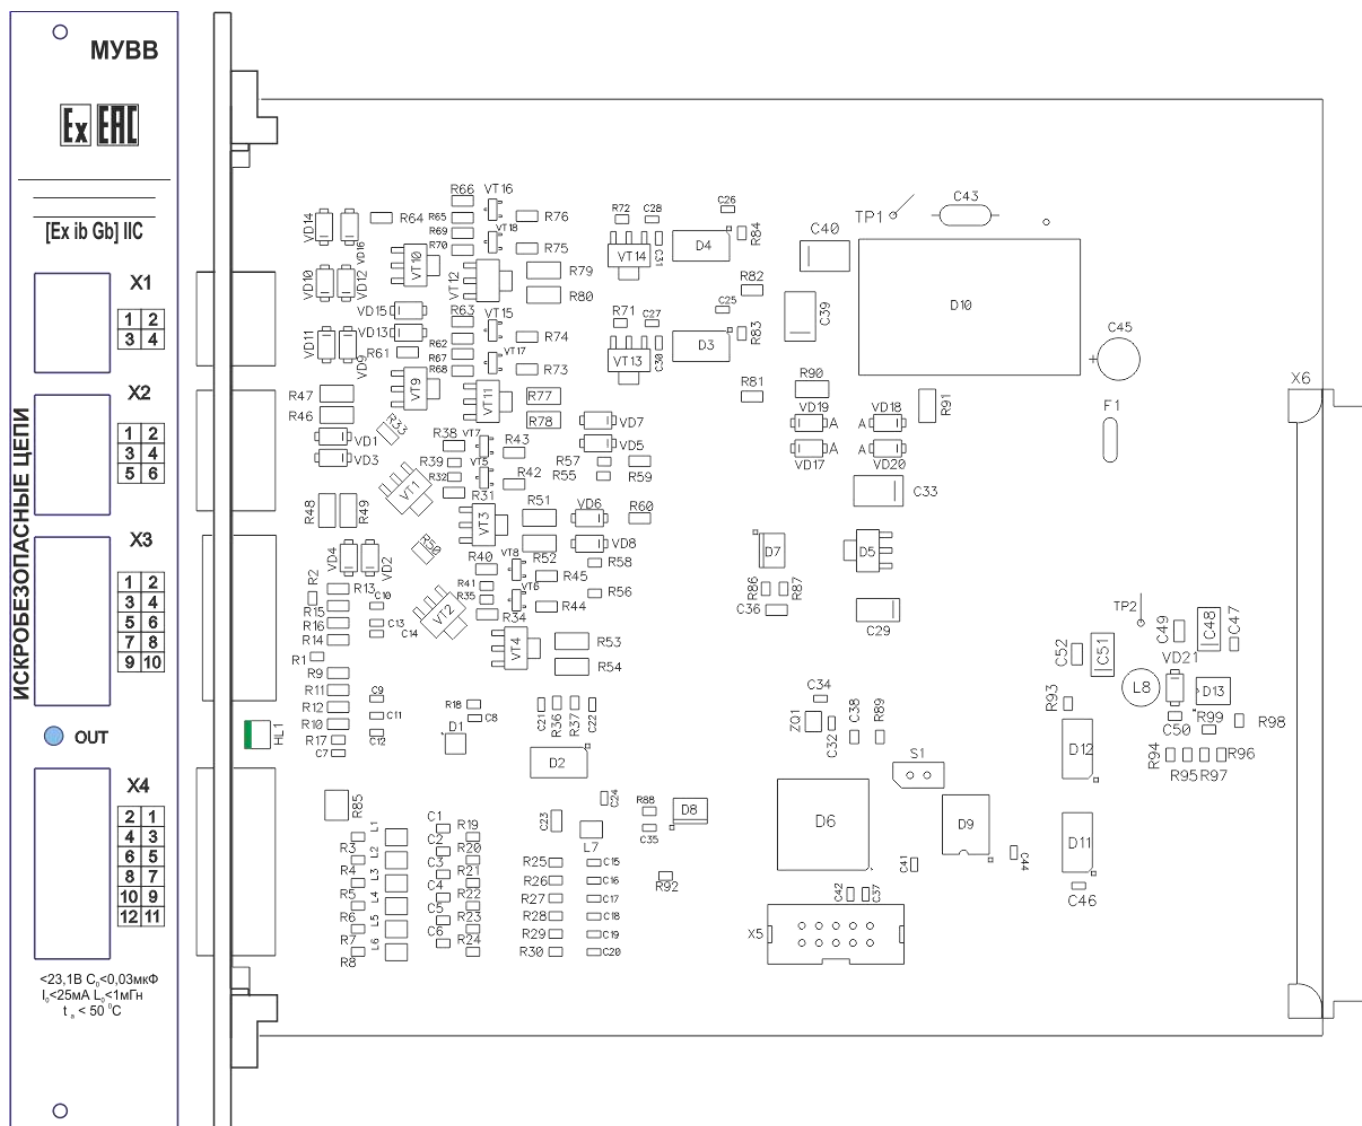 МУВВ
Ex EAC
[Ex ib Gb] IIC
X1
1 2
3 4
X2
1 2
3 4
5 6
X3
1 2
3 4
5 6
7 8
9 10
ИСКРОБЕЗОПАСНЫЕ ЦЕПИ
OUT
X4
2 1
4 3
6 5
8 7
10 9
12 11
<23,1В C₀<0,03мкФ
I₀<25мА L₀<1мГн
t ₐ < 50 °C
R66 VT16
VD14 VD16 R64 R65 R76
R69 VT18
R70 R75
VT10 VT12 R79
VD10 VD12 R80
VD15 R63 VT15
VD13 R62 R74
VD11 VD9 R61 R67 VT17
R68 R73
VT9 VT11 R77
R47 R78
R46 R33
VD1 R38 VT7 R43 VD7
VD3 R39 VT5 VD5
R32 R42 R57 R59
VT1 R31 R55
R48 R49 VT3 R51 VD6 R60
R50 R52 VD8
VD4 VD2 R40 VT8 R45 R58
R2 R13 R41 VT6
R15 C10 R35 R44 R56
R16 C13 VT2 R34
R14 C14 VT4 R53
R1 R54
R9
R11 C9
R12 C11 R18 C8 C21 R36 R37 C22
R10 C12 D1
HL1 R17
C7 D2
R85 C24
L1 C1 R19 C23 L7
R3 L2 C2 R20 R25 C15
R4 L3 C3 R21 R26 C16
R5 L4 C4 R22 R27 C17
R6 L5 C5 R23 R28 C18
R7 L6 C6 R24 R29 C19
R8 R30 C20
R72 C28 C26
VT14 C31 D4 R84
R82
R71 C27 C25
VT13 C30 D3 R83
R81
TP1 C43
C40
C39 D10
C45
+
R90 R91 F1 X6
VD19 A VD18 A
VD17 A VD20 A
C33
D7 D5
R86 R87
C36 C29
TP2
C49 C48 C47
C52 C51 VD21
L8 D13
R93 C50 R99 R98
D12 R94 R95 R97 R96
C34
ZQ1 C32 C38 R89
S1
R88 D8
C35 D6 D9 D11
R92 C41 C44
C42 C37 C46
X5